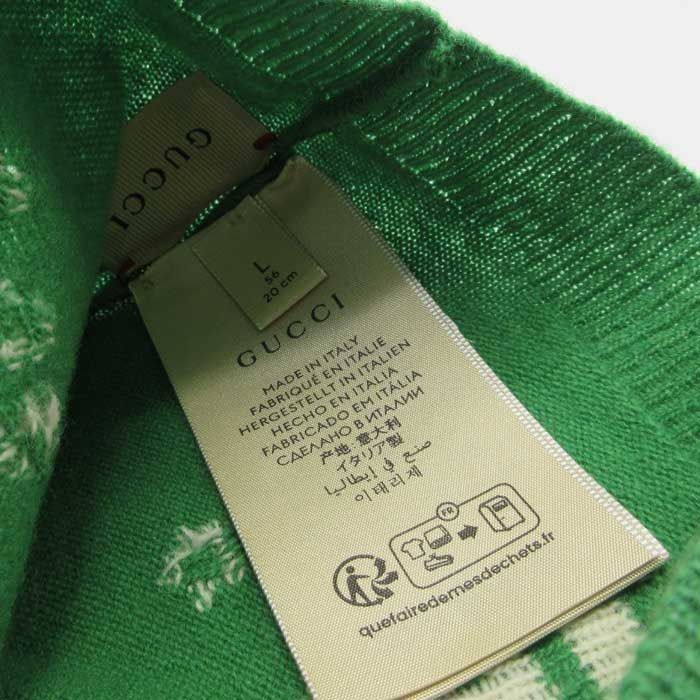 GUCCI
L
56
20 cm
GUCCI
MADE IN ITALY
FABRIQUÉ EN ITALIE
HERGESTELLT IN ITALIEN
HECHO EN ITALIA
FABRICADO EM ITÁLIA
СДЕЛАНО В ИТАЛИИ
产地: 意大利
イタリア製
صنع في إيطاليا
이태리제
FR
quefairedemesdechets.fr